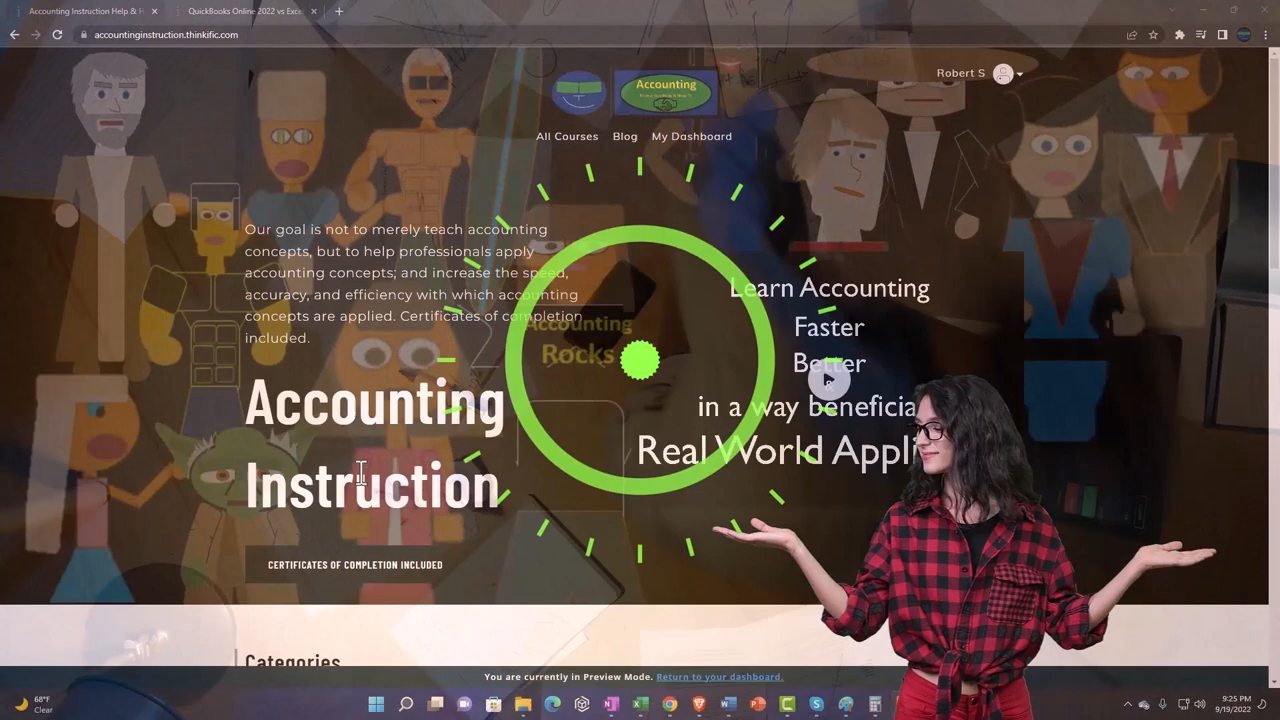 Accounting Instruction Help & H
QuickBooks Online 2022 vs Exce
accountinginstruction.thinkific.com
Robert S
Accounting
All Courses Blog My Dashboard
Our goal is not to merely teach accounting
concepts, but to help professionals apply
accounting concepts; and increase the speed,
accuracy, and efficiency with which accounting
concepts are applied. Certificates of completion
included.
Accounting
Instruction
CERTIFICATES OF COMPLETION INCLUDED
Accounting
Rocks
Learn Accounting
Faster
Better
&
in a way beneficia
Real World Appli
Categories
You are currently in Preview Mode. Return to your dashboard.
68°F
Clear
9:25 PM
9/19/2022